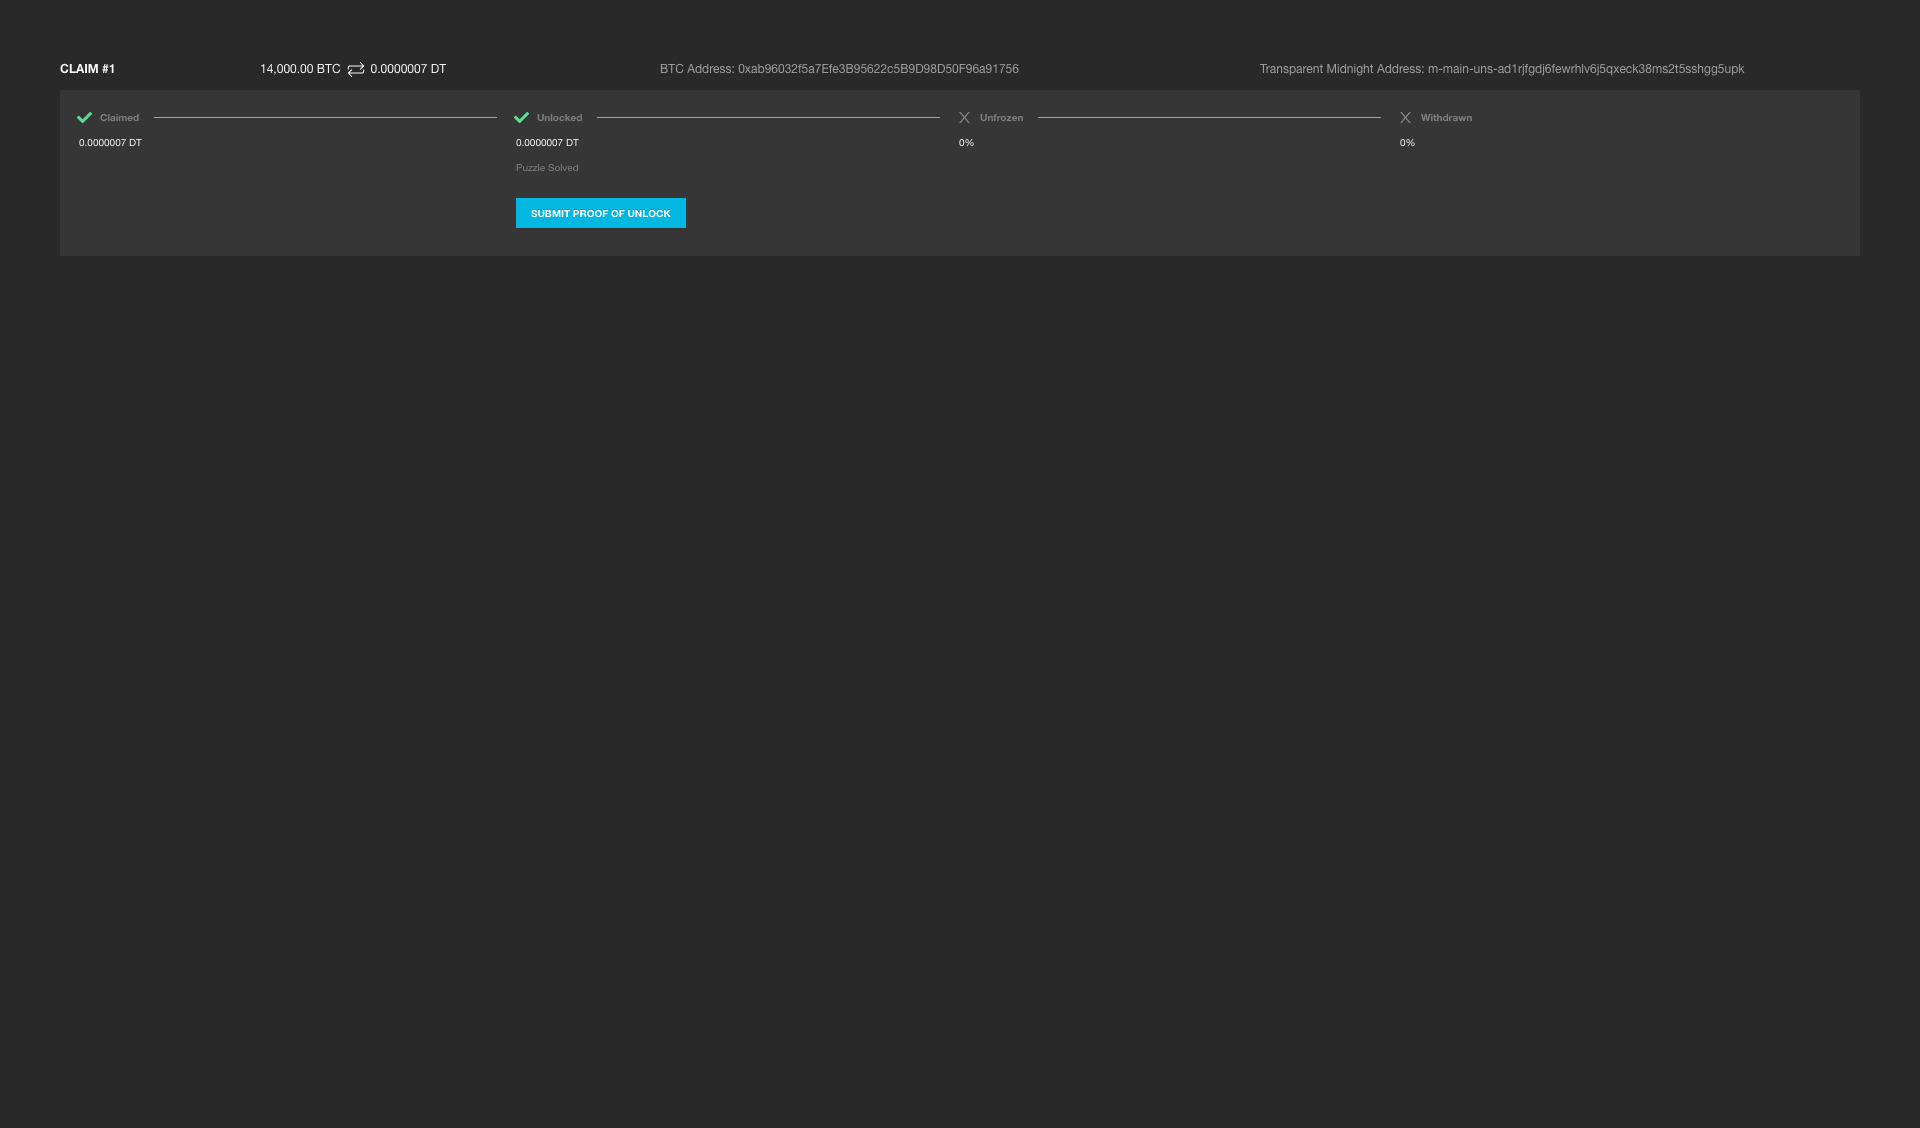 CLAIM #1
14,000.00 BTC 0.0000007 DT
BTC Address: 0xab96032f5a7Efe3B95622c5B9D98D50F96a91756
Transparent Midnight Address: m-main-uns-ad1rjfgdj6fewrhlv6j5qxeck38ms2t5sshgg5upk
Claimed
0.0000007 DT
Unlocked
0.0000007 DT
Puzzle Solved
SUBMIT PROOF OF UNLOCK
Unfrozen
0%
Withdrawn
0%